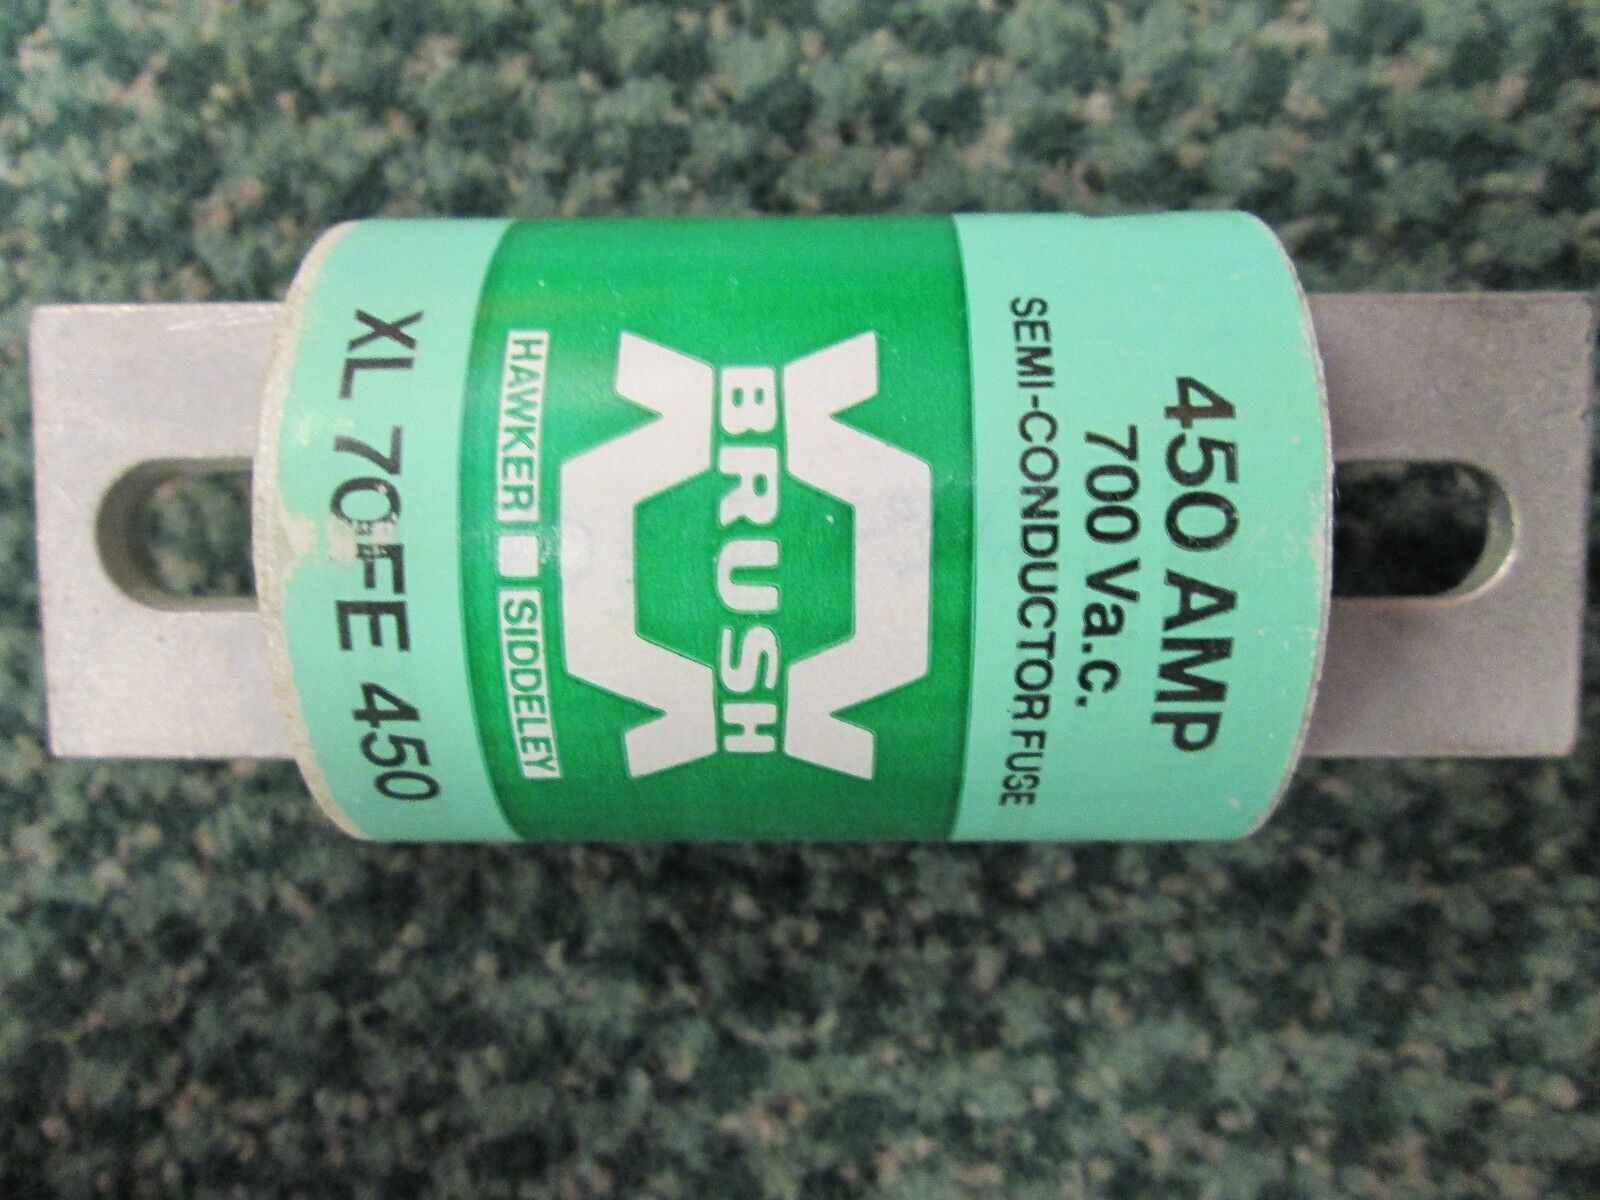 450 AMP
700 Va.c.
SEMI-CONDUCTOR FUSE
BRUSH
HAWKER SIDDELEY
XL 70FE 450